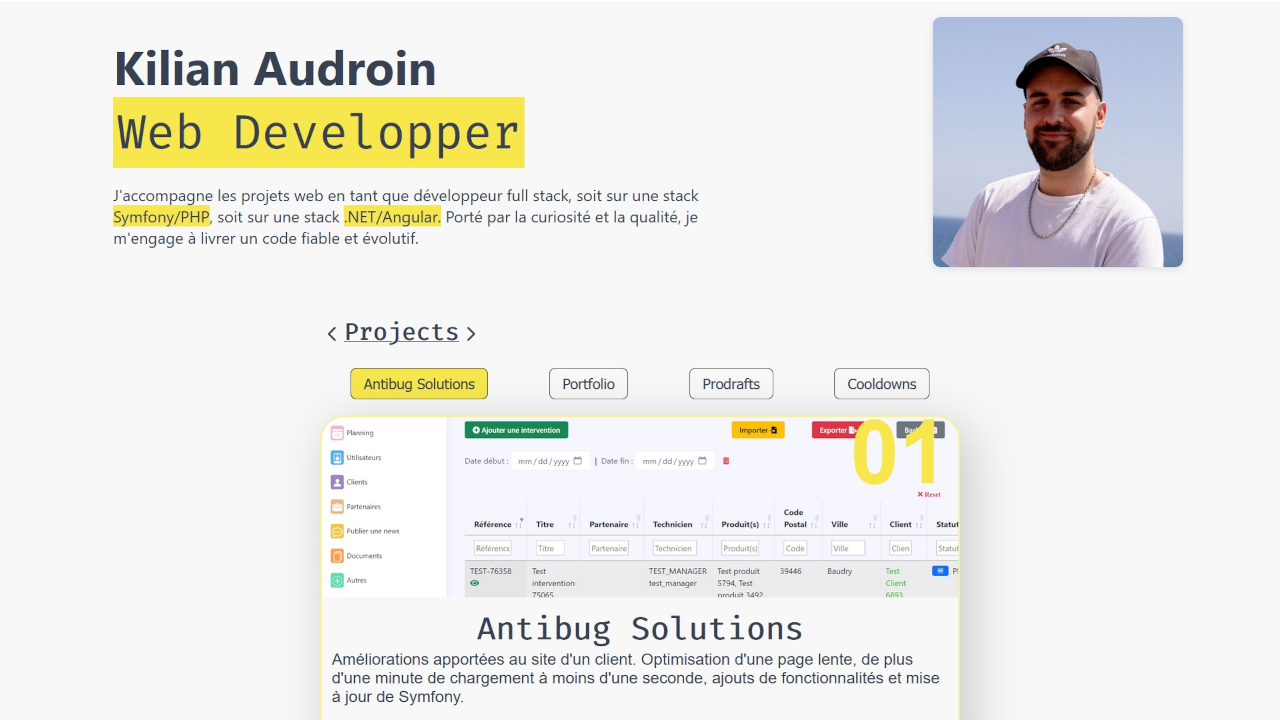 Kilian Audroin
Web Developper
J'accompagne les projets web en tant que développeur full stack, soit sur une stack
Symfony/PHP, soit sur une stack .NET/Angular. Porté par la curiosité et la qualité, je
m'engage à livrer un code fiable et évolutif.
< Projects >
Antibug Solutions Portfolio Prodrafts Cooldowns
Planning
Utilisateurs
Clients
Partenaires
Publier une news
Documents
Autres
Ajouter une intervention Importer Exporter
01
Date début : mm/dd/yyyy | Date fin : mm/dd/yyyy
Reset
Référence Titre Partenaire Technicien Produit(s) Code Postal Ville Client Statut
Référence Titre Partenaire Technicien Produit(s) Code Ville Clien Statut
TEST-76358 Test TEST_MANAGER Test produit 39446 Baudry Test
intervention test_manager 5794, Test Client
75065 produit 3492 6893
Antibug Solutions
Améliorations apportées au site d'un client. Optimisation d'une page lente, de plus
d'une minute de chargement à moins d'une seconde, ajouts de fonctionnalités et mise
à jour de Symfony.